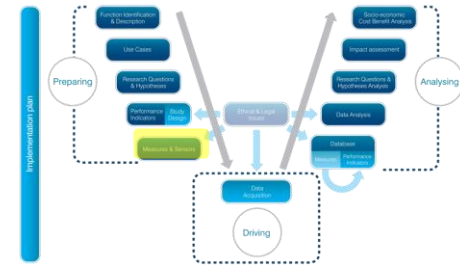 Implementation plan
Preparing
Function Identification
& Description
Use Cases
Research Questions
& Hypotheses
Performance
Indicators
Study
Design
Measures & Sensors
Ethical & Legal
Issues
Data
Acquisition
Driving
Socio-economic
Cost Benefit Analysis
Impact assessment
Research Questions &
Hypotheses Analysis
Data Analysis
Database
Measures
Performance
Indicators
Analysing